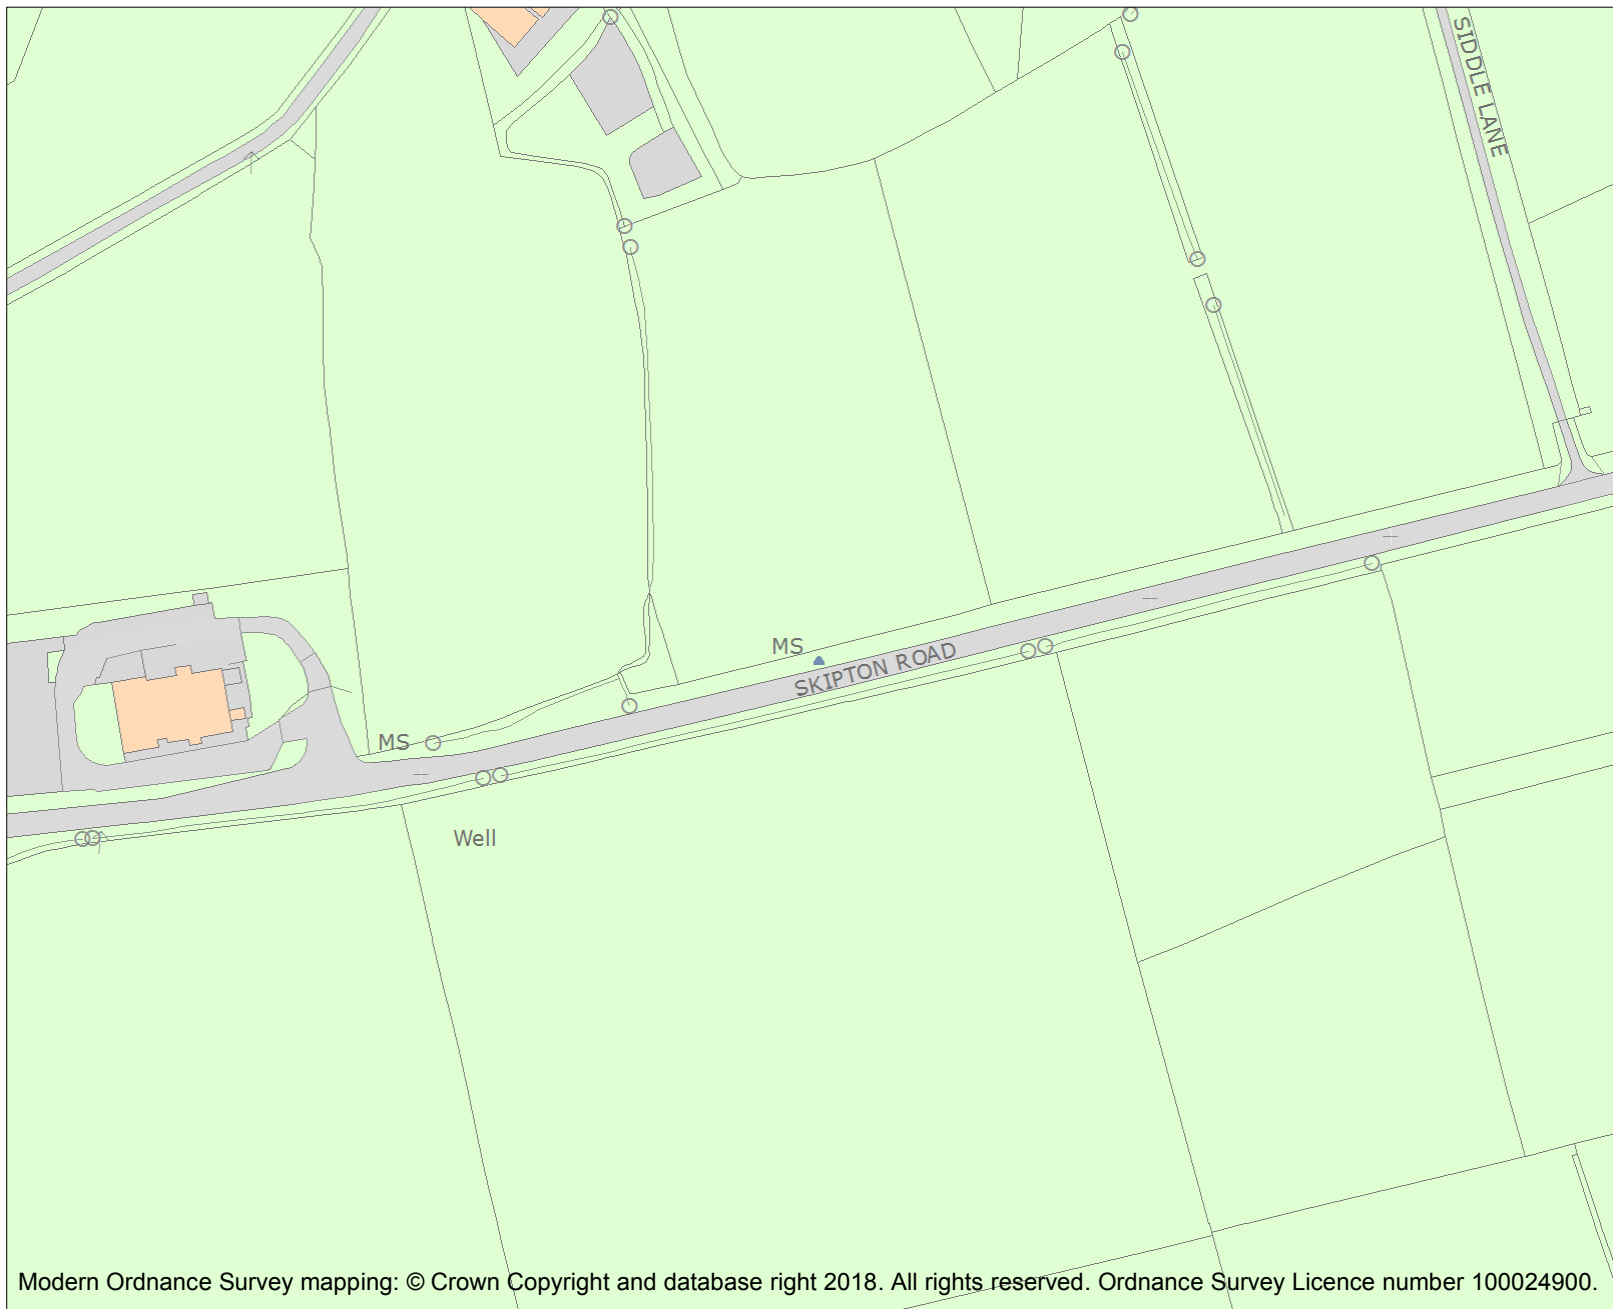 SIDDLE LANE
MS
SKIPTON ROAD
MS
Well
Modern Ordnance Survey mapping: © Crown Copyright and database right 2018. All rights reserved. Ordnance Survey Licence number 100024900.